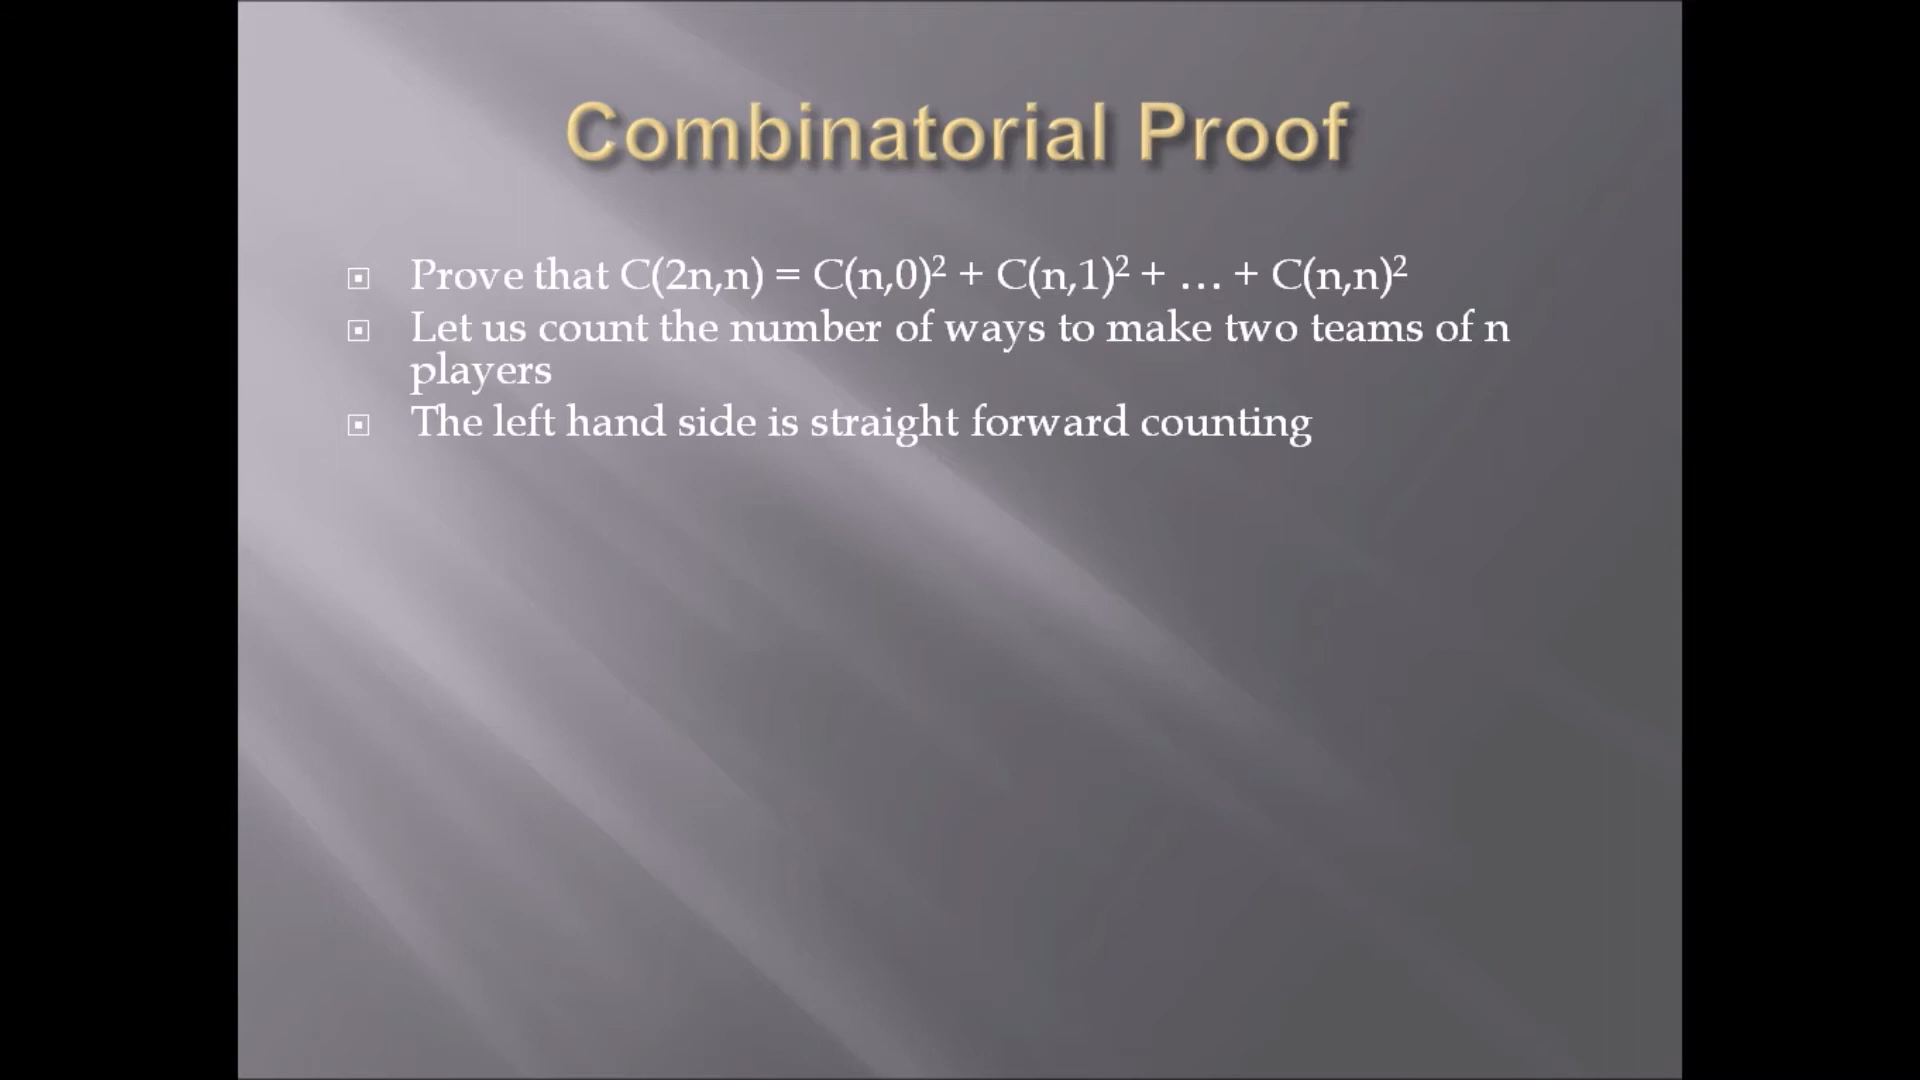 Combinatorial Proof
Prove that C(2n,n) = C(n,0)² + C(n,1)² + … + C(n,n)²
Let us count the number of ways to make two teams of n
players
The left hand side is straight forward counting